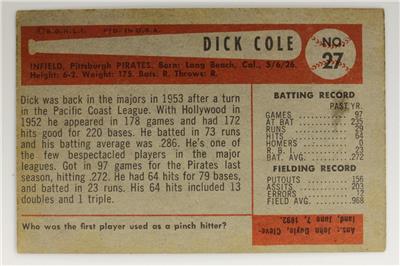 © B.G.H.L.I. PTD. IN U.S.A.
DICK COLE
NO.
27
INFIELD, Pittsburgh PIRATES. Born: Long Beach, Cal., 5/6/26.
Height: 6-2. Weight: 175. Bats: R. Throws: R.
Dick was back in the majors in 1953 after a turn
in the Pacific Coast League. With Hollywood in
1952 he appeared in 178 games and had 172
hits good for 220 bases. He batted in 73 runs
and his batting average was .286. He's one of the
few bespectacled players in the major
leagues. Got in 97 games for the Pirates last
season, hitting .272. He had 64 hits for 79 bases,
and batted in 23 runs. His 64 hits included 13
doubles and 1 triple.
Who was the first player used as a pinch hitter?
BATTING RECORD
PAST YR.
GAMES 97
AT BAT 235
RUNS 29
HITS 64
HOMERS 0
R. B. I. 23
BAT. AV. .272
FIELDING RECORD
PUTOUTS 156
ASSISTS 203
ERRORS 12
FIELD AVG. .968
Ans.: John Doyle, Cleve-
land, June 7, 1892.